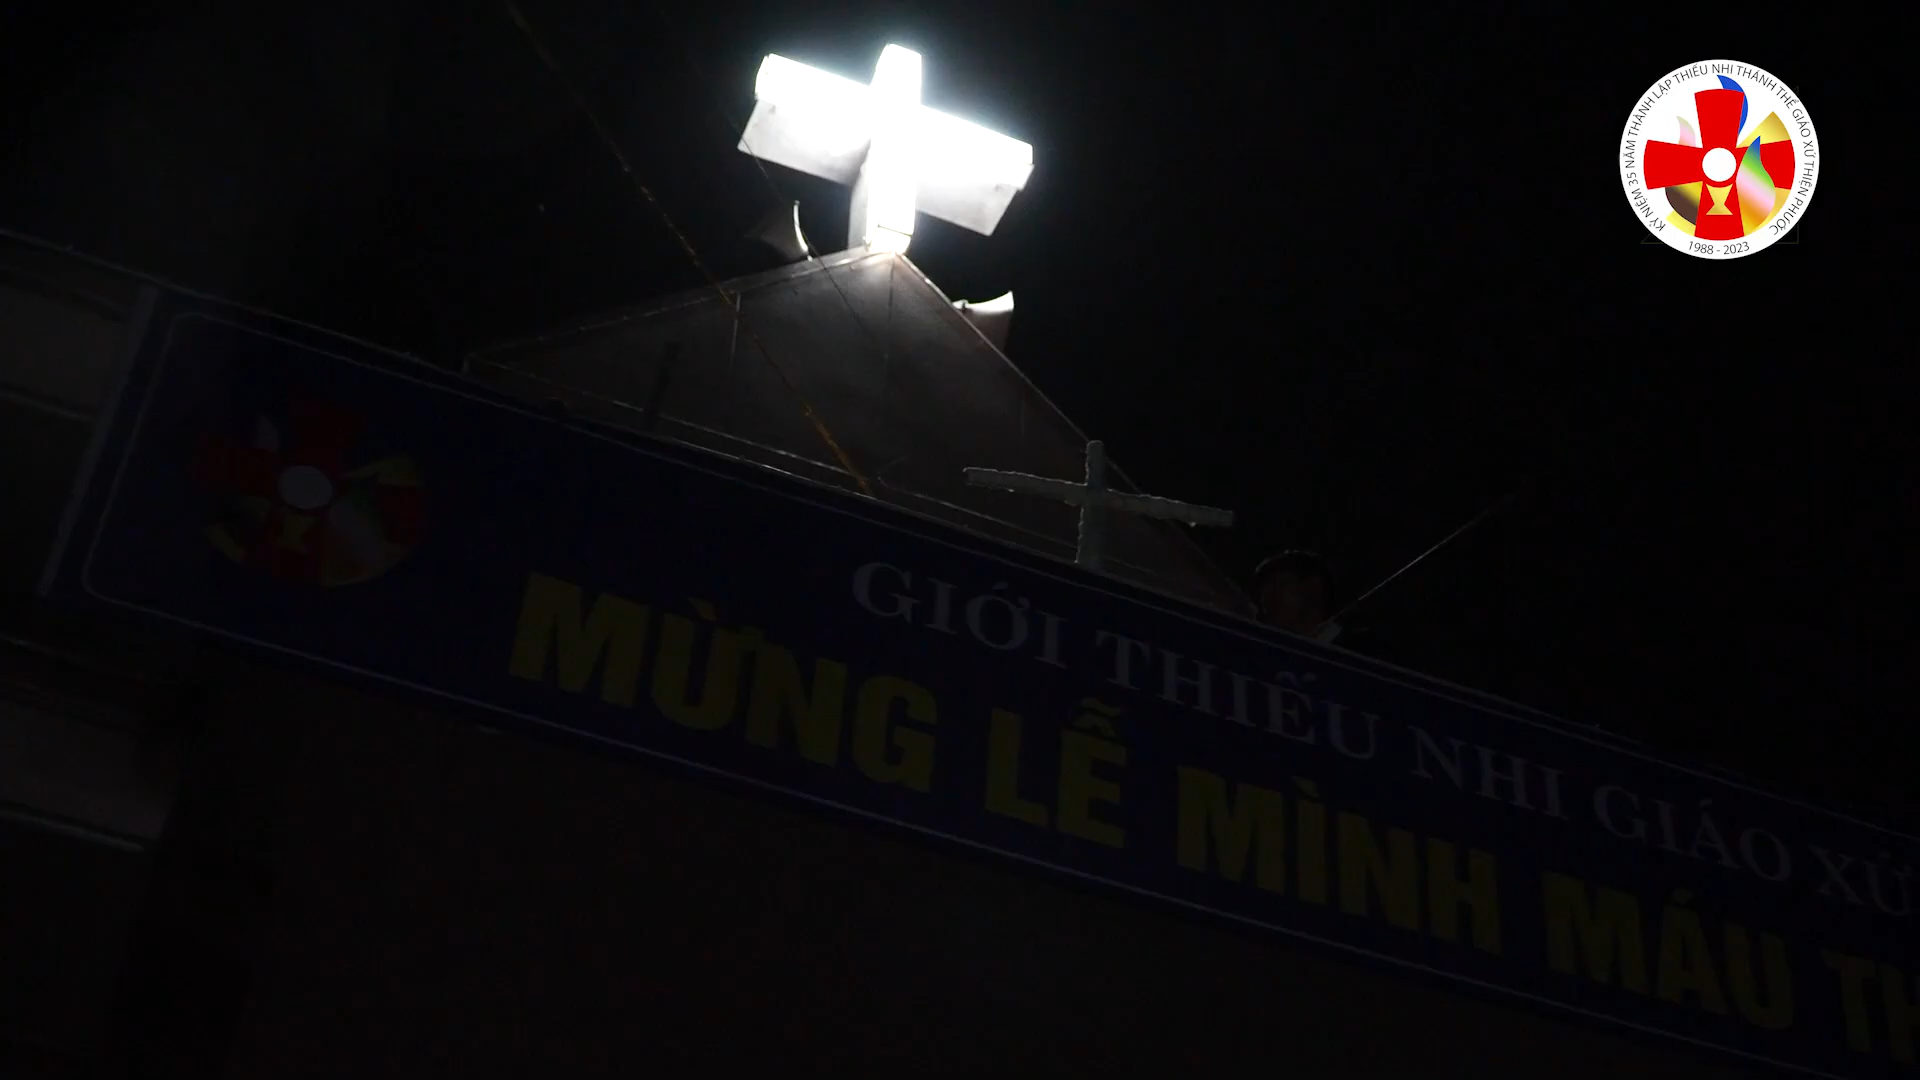 KỶ NIỆM 35 NĂM THÀNH LẬP THIẾU NHI THÁNH THỂ GIÁO XỨ THIỆN PHƯỚC
1988 - 2023
GIỚI THIẾU NHI GIÁO XỨ
MỪNG LỄ MÌNH MÁU